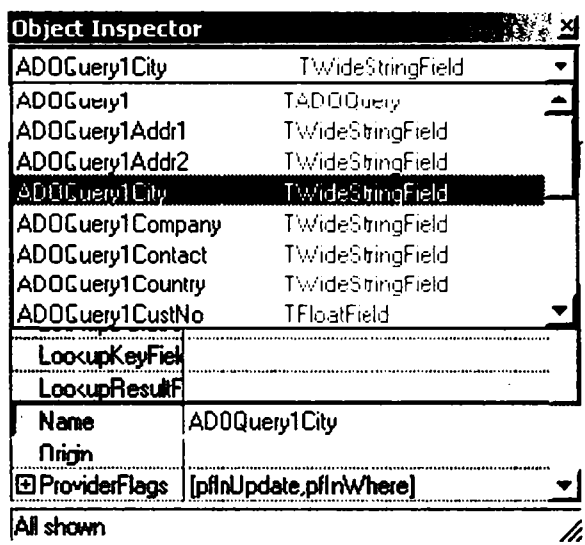 Object Inspector
ADOQuery1City TWideStringField
ADOQuery1 TADOQuery
ADOQuery1Addr1 TWideStringField
ADOQuery1Addr2 TWideStringField
ADOQuery1City TWideStringField
ADOQuery1Company TWideStringField
ADOQuery1Contact TWideStringField
ADOQuery1Country TWideStringField
ADOQuery1CustNo TFloatField
LookupKeyFiel
LookupResultF
Name ADOQuery1City
Origin
ProviderFlags [pfInUpdate,pfInWhere]
All shown